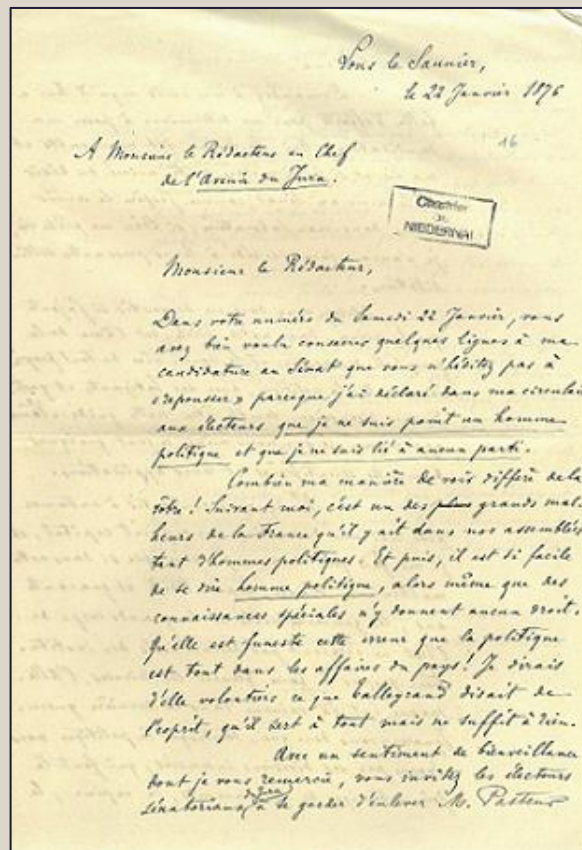 Lons le Saunier,
le 22 Janvier 1876
16
A Monsieur le Rédacteur en Chef
de l'Avenir du Jura.
Chartrier
de
NIEDERNAI
Monsieur le Rédacteur,
Dans votre numéro du Samedi 22 Janvier, vous
avez bien voulu consacrer quelques lignes à ma
candidature au Sénat que vous n'hésitez pas à
« repousser » parceque j'ai déclaré dans ma circulaire
aux électeurs que je ne suis point un homme
politique et que je ne suis lié à aucun parti.
Combien ma manière de voir diffère de la
vôtre ! Suivant moi, c'est un des plus grands mal-
heurs de la France qu'il y ait dans nos assemblées
tant d'hommes politiques. Et puis, il est si facile
de se dire homme politique, alors même que des
connaissances spéciales n'y donnent aucun droit.
Qu'elle est funeste cette erreur que la politique
est tout dans les affaires du pays ! Je dirais
d'elle volontiers ce que Talleyrand disait de
l'esprit, qu'il sert à tout mais ne suffit à rien.
Avec un sentiment de bienveillance
dont je vous remercie, vous invitez les électeurs
sénatoriaux à se garder d'enlever M. Pasteur